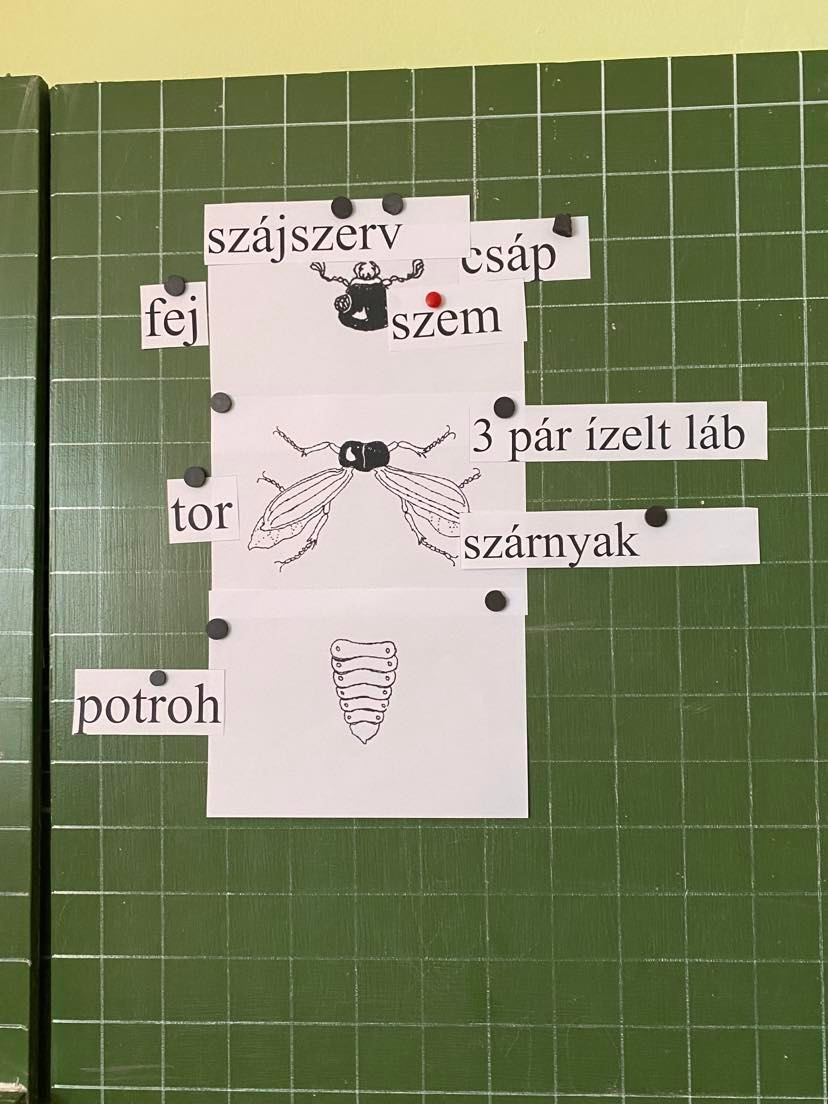 szájszerv
csáp
fej
szem
3 pár ízelt láb
tor
szárnyak
potroh